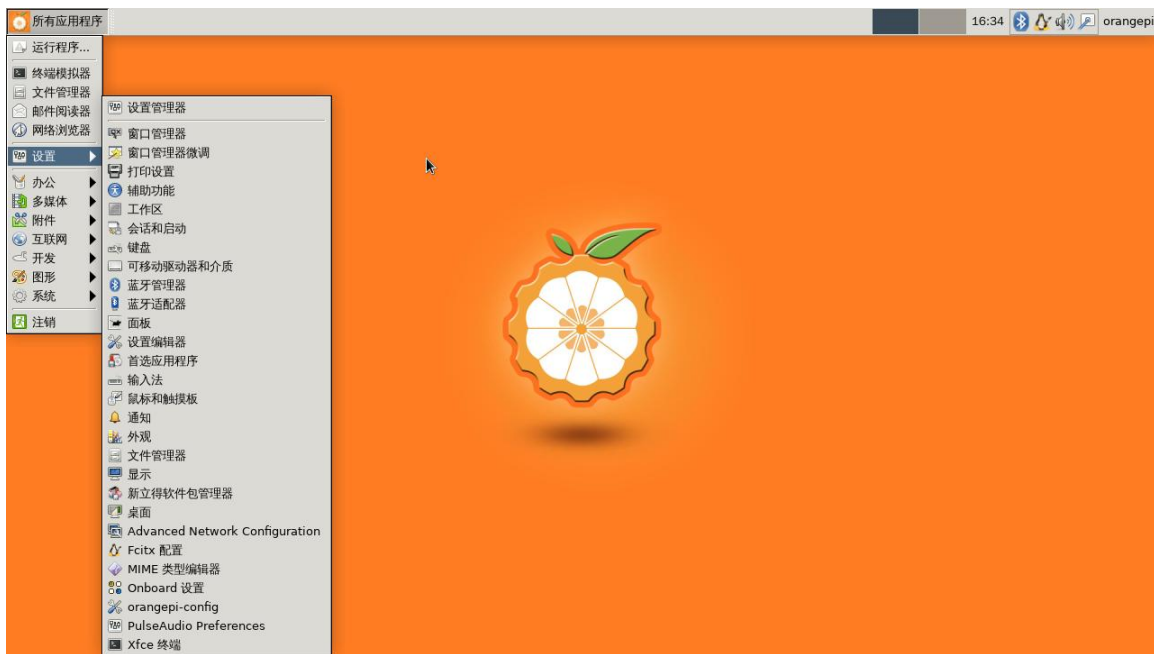 所有应用程序
16:34
orangepi
运行程序...
终端模拟器
文件管理器
邮件阅读器
网络浏览器
设置
办公
多媒体
附件
互联网
开发
图形
系统
注销
设置管理器
窗口管理器
窗口管理器微调
打印设置
辅助功能
工作区
会话和启动
键盘
可移动驱动器和介质
蓝牙管理器
蓝牙适配器
面板
设置编辑器
首选应用程序
输入法
鼠标和触摸板
通知
外观
文件管理器
显示
新立得软件包管理器
桌面
Advanced Network Configuration
Fcitx 配置
MIME 类型编辑器
Onboard 设置
orangepi-config
PulseAudio Preferences
Xfce 终端